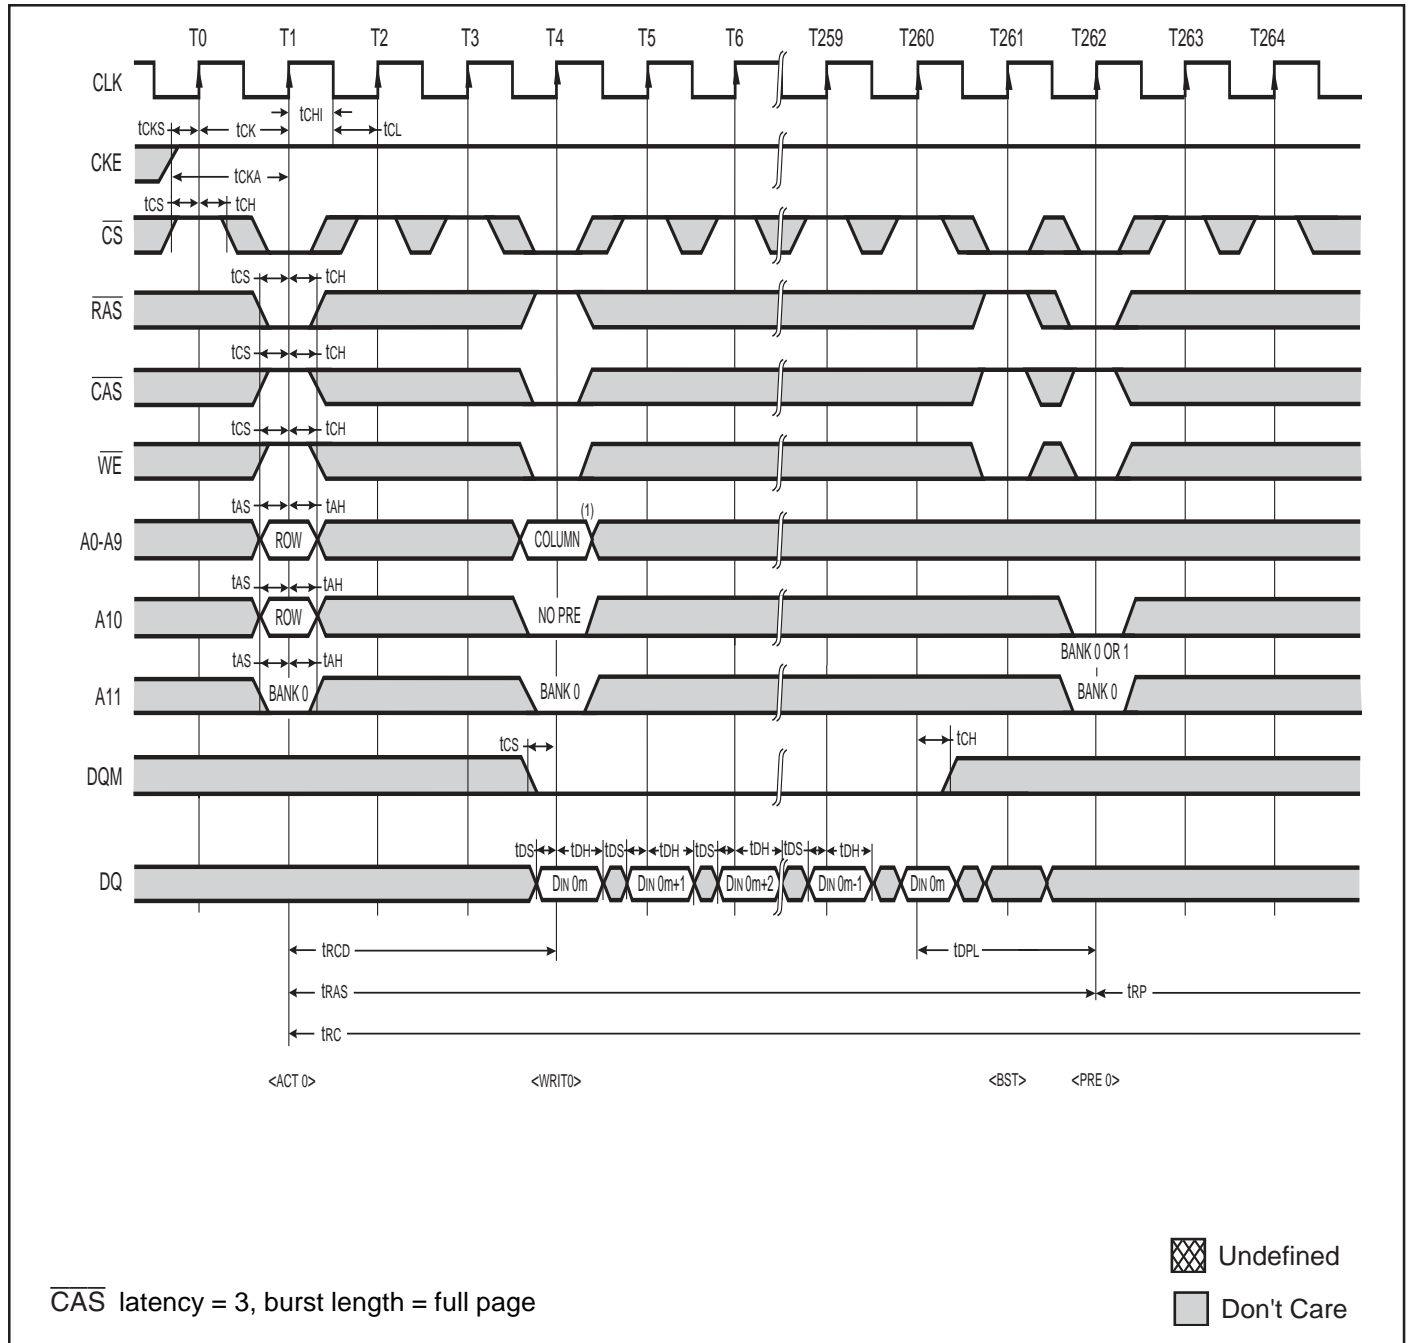 T0 T1 T2 T3 T4 T5 T6 T259 T260 T261 T262 T263 T264
CLK
tCHI
tCKS tCK tCL
CKE
tCKA
tCS tCH
CS
tCS tCH
RAS
tCS tCH
CAS
tCS tCH
WE
tAS tAH
(1)
A0-A9 ROW COLUMN
tAS tAH
A10 ROW NO PRE
BANK 0 OR 1
tAS tAH
A11 BANK 0 BANK 0 BANK 0
tCS tCH
DQM
tDS tDH tDS tDH tDS tDH tDS tDH
DQ DIN 0m DIN 0m+1 DIN 0m+2 DIN 0m-1 DIN 0m
tRCD tDPL
tRAS tRP
tRC
<ACT 0> <WRIT0> <BST> <PRE 0>
Undefined
CAS latency = 3, burst length = full page
Don't Care